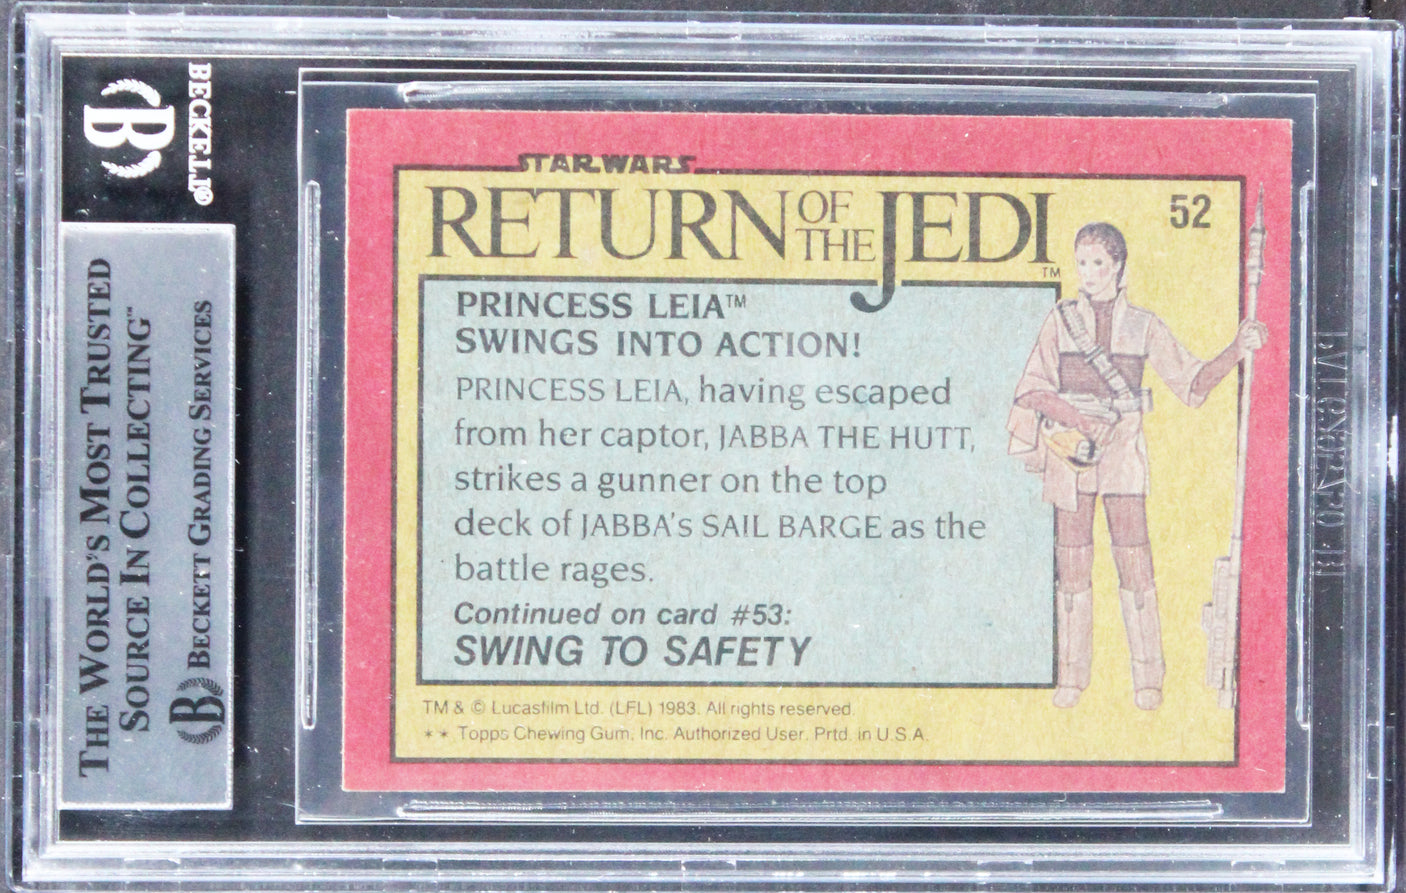 BECKETT®
B
THE WORLD'S MOST TRUSTED
SOURCE IN COLLECTING™
B BECKETT GRADING SERVICES
STAR WARS
RETURN OF THE JEDI™
52
PRINCESS LEIA™
SWINGS INTO ACTION!
PRINCESS LEIA, having escaped
from her captor, JABBA THE HUTT,
strikes a gunner on the top
deck of JABBA's SAIL BARGE as the
battle rages.
Continued on card #53:
SWING TO SAFETY
TM & © Lucasfilm Ltd. (LFL) 1983. All rights reserved.
** Topps Chewing Gum, Inc. Authorized User. Prtd. in U.S.A.